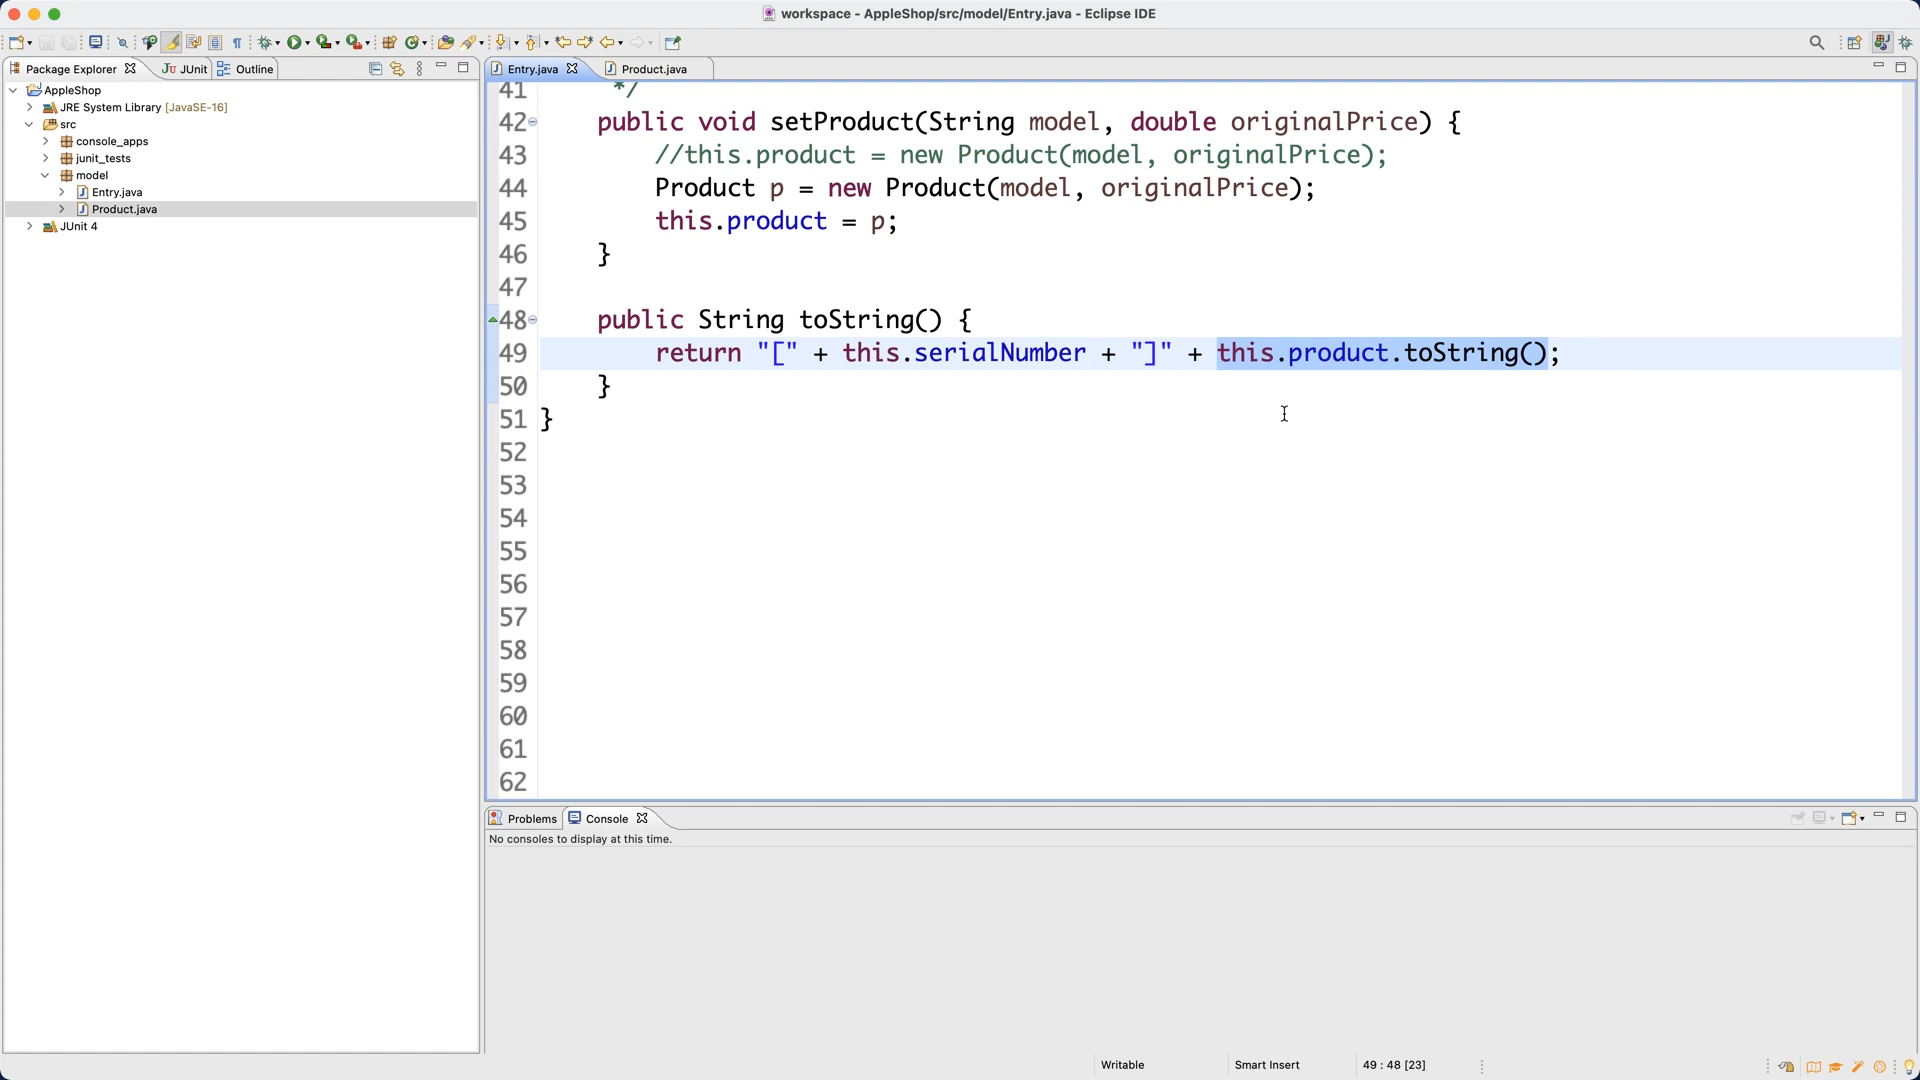 workspace - AppleShop/src/model/Entry.java - Eclipse IDE
Package Explorer
JUnit
Outline
AppleShop
JRE System Library [JavaSE-16]
src
console_apps
junit_tests
model
Entry.java
Product.java
JUnit 4
Entry.java
Product.java
41 */
42 public void setProduct(String model, double originalPrice) {
43 //this.product = new Product(model, originalPrice);
44 Product p = new Product(model, originalPrice);
45 this.product = p;
46 }
47
48 public String toString() {
49 return "[" + this.serialNumber + "]" + this.product.toString();
50 }
51 }
52
53
54
55
56
57
58
59
60
61
62
Problems
Console
No consoles to display at this time.
Writable
Smart Insert
49 : 48 [23]